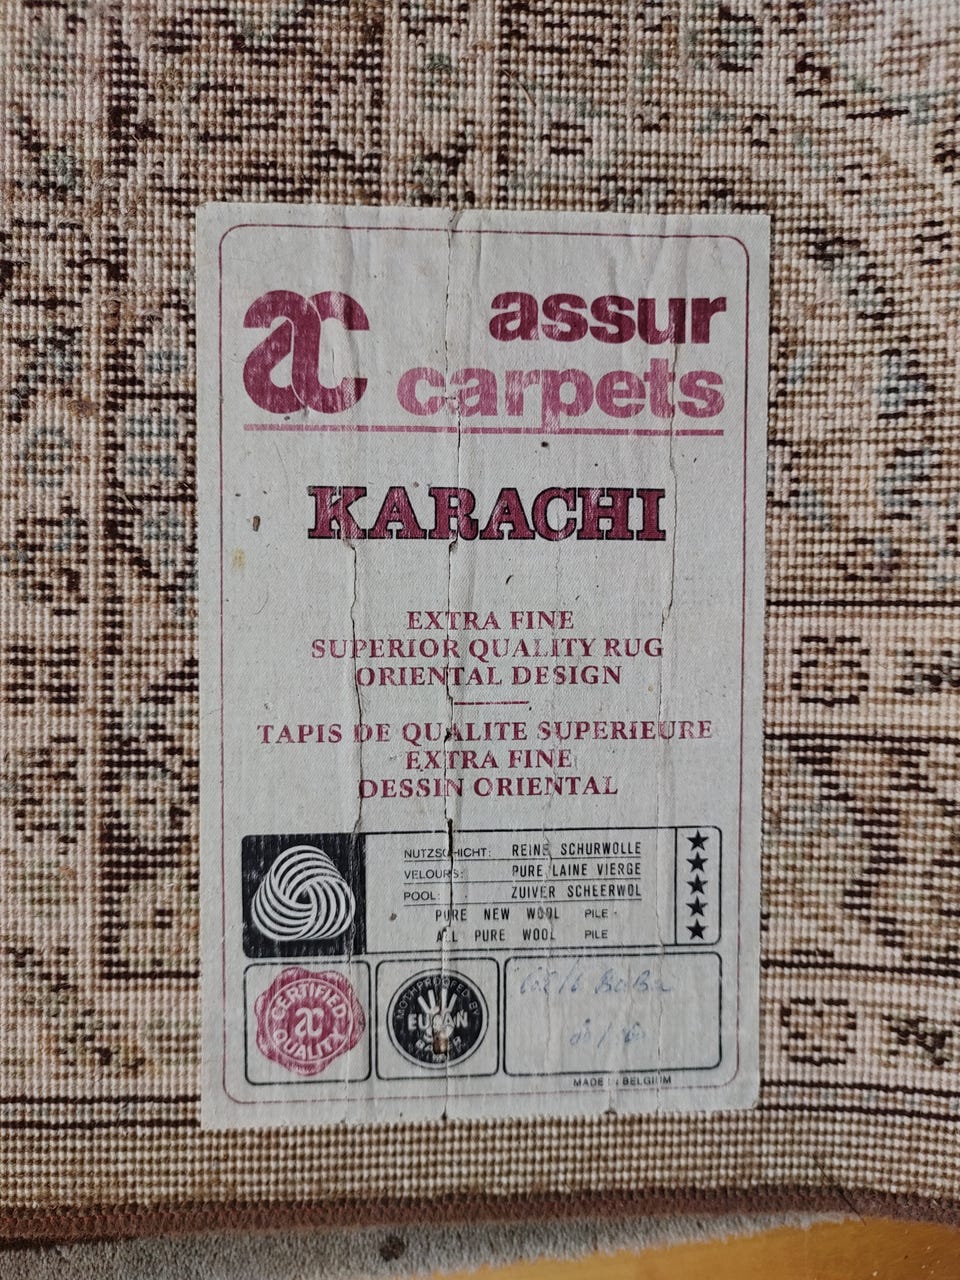 ac assur
carpets
KARACHI
EXTRA FINE
SUPERIOR QUALITY RUG
ORIENTAL DESIGN
TAPIS DE QUALITE SUPERIEURE
EXTRA FINE
DESSIN ORIENTAL
NUTZSCHICHT: REINE SCHURWOLLE
VELOURS: PURE LAINE VIERGE
POOL: ZUIVER SCHEERWOL
PURE NEW WOOL PILE
ALL PURE WOOL PILE
CERTIFIED
ac
QUALITY
MOTHPROOFED BY
EULAN
BAYER
MADE IN BELGIUM